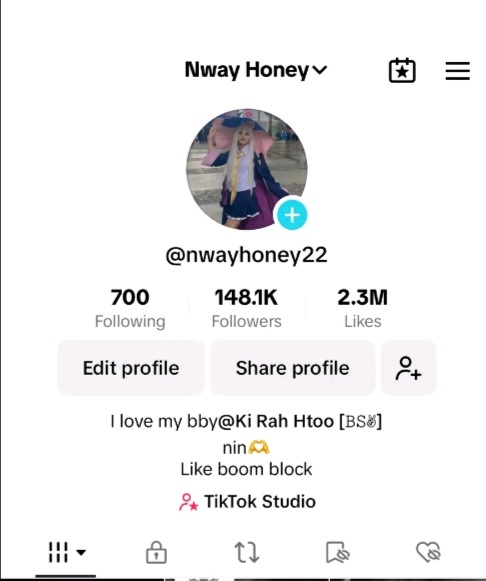 Nway Honey
@nwayhoney22
700 148.1K 2.3M
Following Followers Likes
Edit profile Share profile
I love my bby@Ki Rah Htoo [𝙱𝚂✌]
nin🫶
Like boom block
TikTok Studio